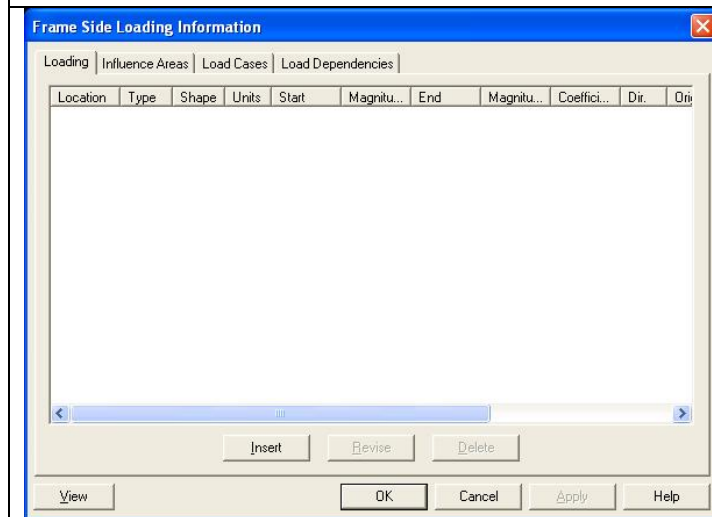 Frame Side Loading Information
Loading Influence Areas Load Cases Load Dependencies
Location Type Shape Units Start Magnitu... End Magnitu... Coeffici... Dir. Orig
Insert Revise Delete
View OK Cancel Apply Help